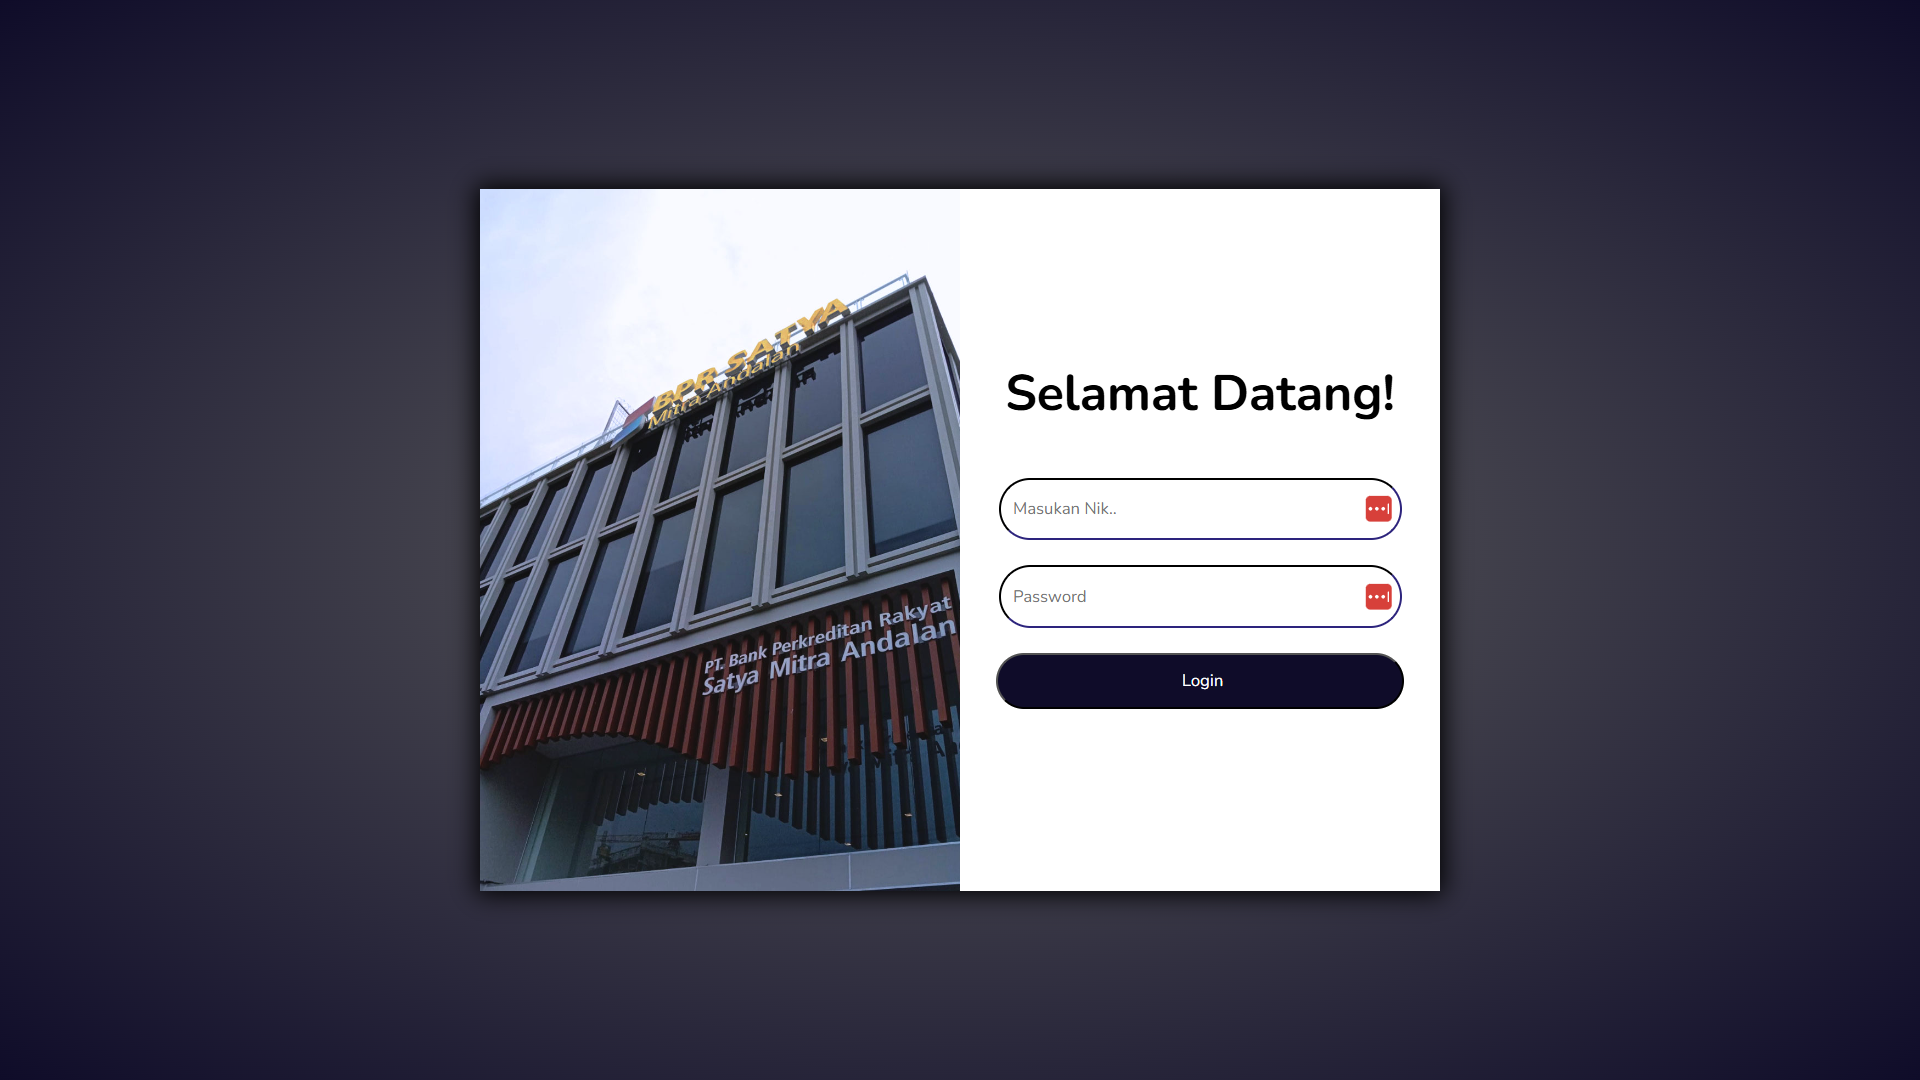 BPR SATYA
Mitra Andalan
PT. Bank Perkreditan Rakyat
Satya Mitra Andalan
Selamat Datang!
Masukan Nik..
Password
Login